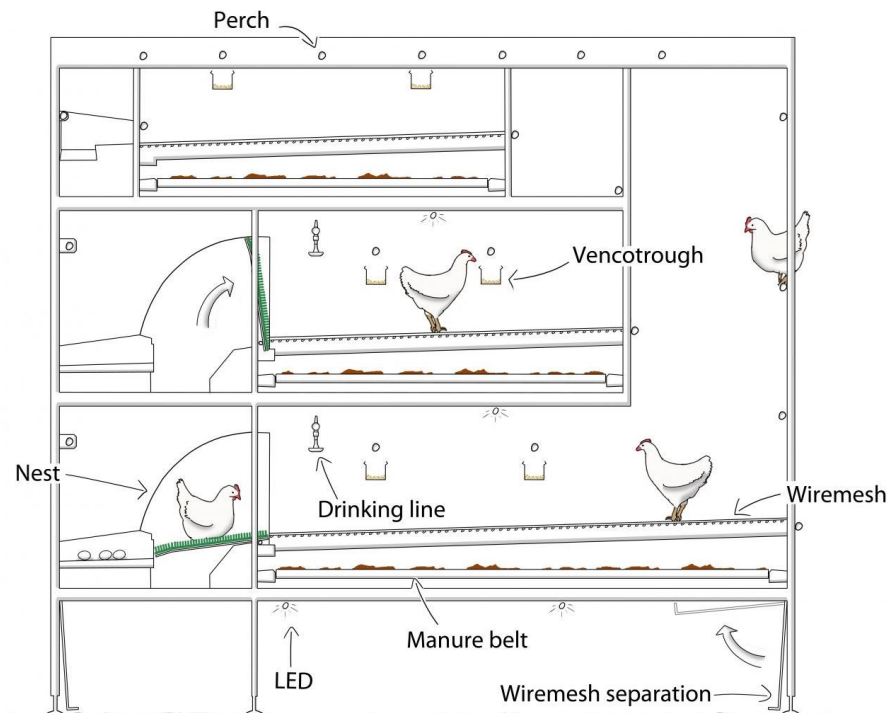 Perch
Vencotrough
Nest
Drinking line
Wiremesh
Manure belt
LED
Wiremesh separation